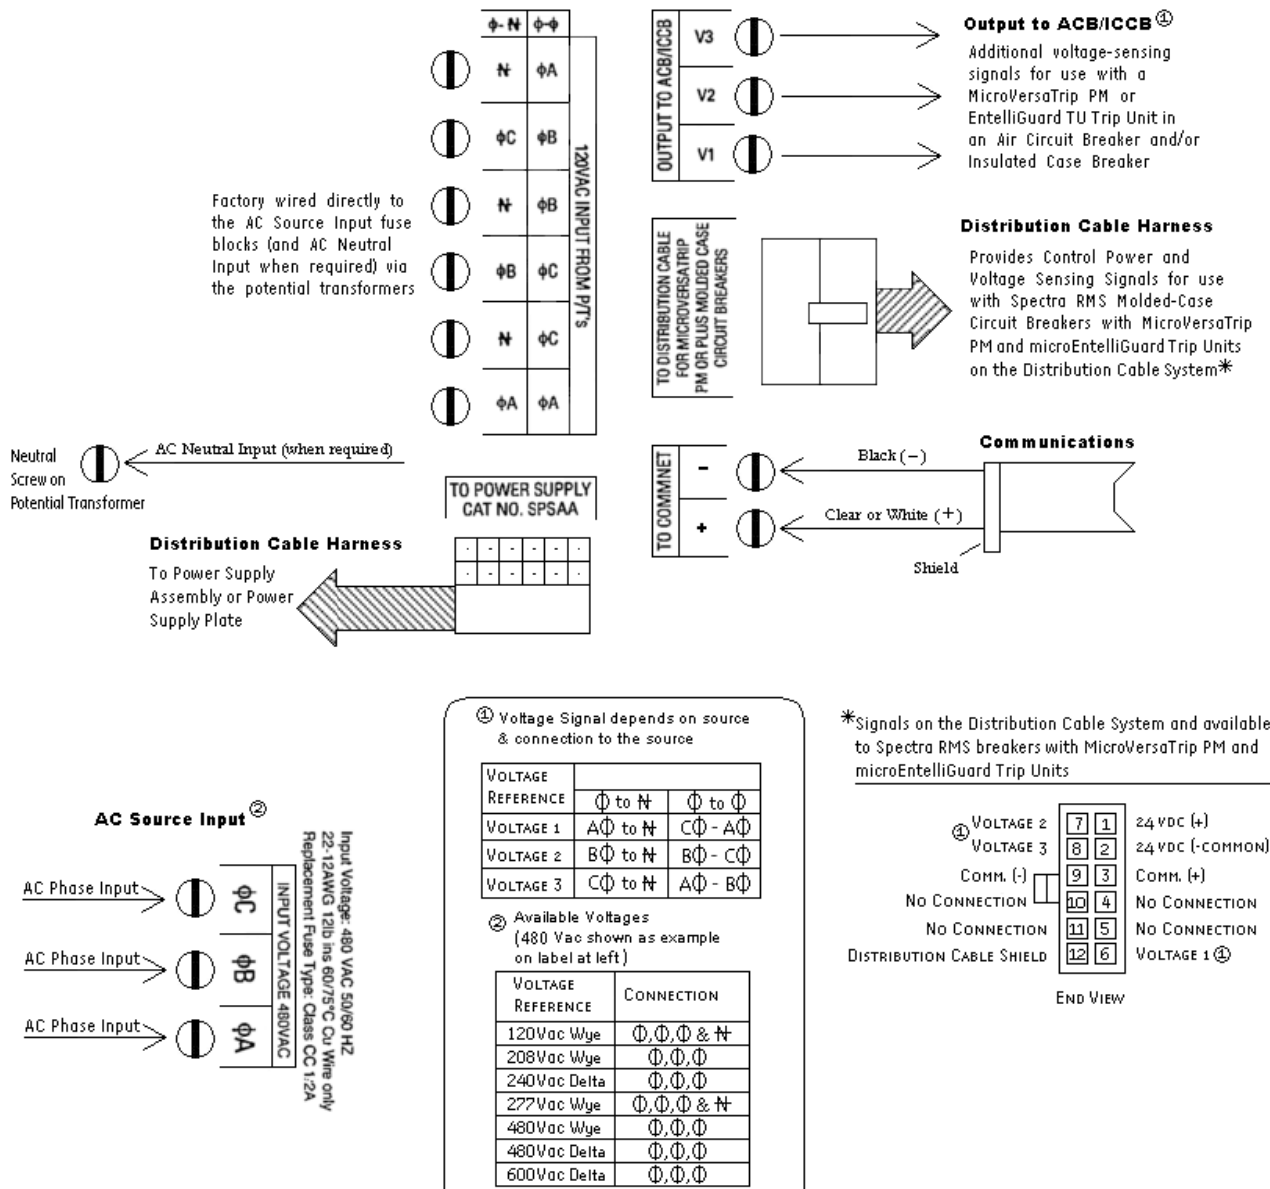 ϕ-N ϕ-ϕ
N ϕA
ϕC ϕB
N ϕB
ϕB ϕC
N ϕC
ϕA ϕA
120VAC INPUT FROM P/T's
Factory wired directly to
the AC Source Input fuse
blocks (and AC Neutral
Input when required) via
the potential transformers
OUTPUT TO ACB/ICCB
V3
V2
V1
Output to ACB/ICCB ①
Additional voltage-sensing
signals for use with a
MicroVersaTrip PM or
EntelliGuard TU Trip Unit in
an Air Circuit Breaker and/or
Insulated Case Breaker
TO DISTRIBUTION CABLE
FOR MICROVERSATRIP
PM OR PLUS MOLDED CASE
CIRCUIT BREAKERS
Distribution Cable Harness
Provides Control Power and
Voltage Sensing Signals for use
with Spectra RMS Molded-Case
Circuit Breakers with MicroVersaTrip
PM and microEntelliGuard Trip Units
on the Distribution Cable System*
Neutral
Screw on
Potential Transformer
AC Neutral Input (when required)
TO POWER SUPPLY
CAT NO. SPSAA
Distribution Cable Harness
To Power Supply
Assembly or Power
Supply Plate
TO COMMNET
-
+
Communications
Black (−)
Clear or White (+)
Shield
AC Source Input ②
AC Phase Input
AC Phase Input
AC Phase Input
ϕC
ϕB
ϕA
INPUT VOLTAGE 480VAC
Input Voltage: 480 VAC 50/60 HZ
22-12AWG 12lb ins 60/75°C Cu Wire only
Replacement Fuse Type: Class CC 1/2A
① Voltage Signal depends on source
& connection to the source
VOLTAGE
REFERENCE Φ to N Φ to Φ
VOLTAGE 1 AΦ to N CΦ - AΦ
VOLTAGE 2 BΦ to N BΦ - CΦ
VOLTAGE 3 CΦ to N AΦ - BΦ
② Available Voltages
(480 Vac shown as example
on label at left)
VOLTAGE
REFERENCE CONNECTION
120Vac Wye Φ,Φ,Φ & N
208Vac Wye Φ,Φ,Φ
240Vac Delta Φ,Φ,Φ
277Vac Wye Φ,Φ,Φ & N
480Vac Wye Φ,Φ,Φ
480Vac Delta Φ,Φ,Φ
600Vac Delta Φ,Φ,Φ
*Signals on the Distribution Cable System and available
to Spectra RMS breakers with MicroVersaTrip PM and
microEntelliGuard Trip Units
① VOLTAGE 2 7 1 24 VDC (+)
VOLTAGE 3 8 2 24 VDC (-COMMON)
COMM. (-) 9 3 COMM. (+)
NO CONNECTION 10 4 NO CONNECTION
NO CONNECTION 11 5 NO CONNECTION
DISTRIBUTION CABLE SHIELD 12 6 VOLTAGE 1 ①
END VIEW